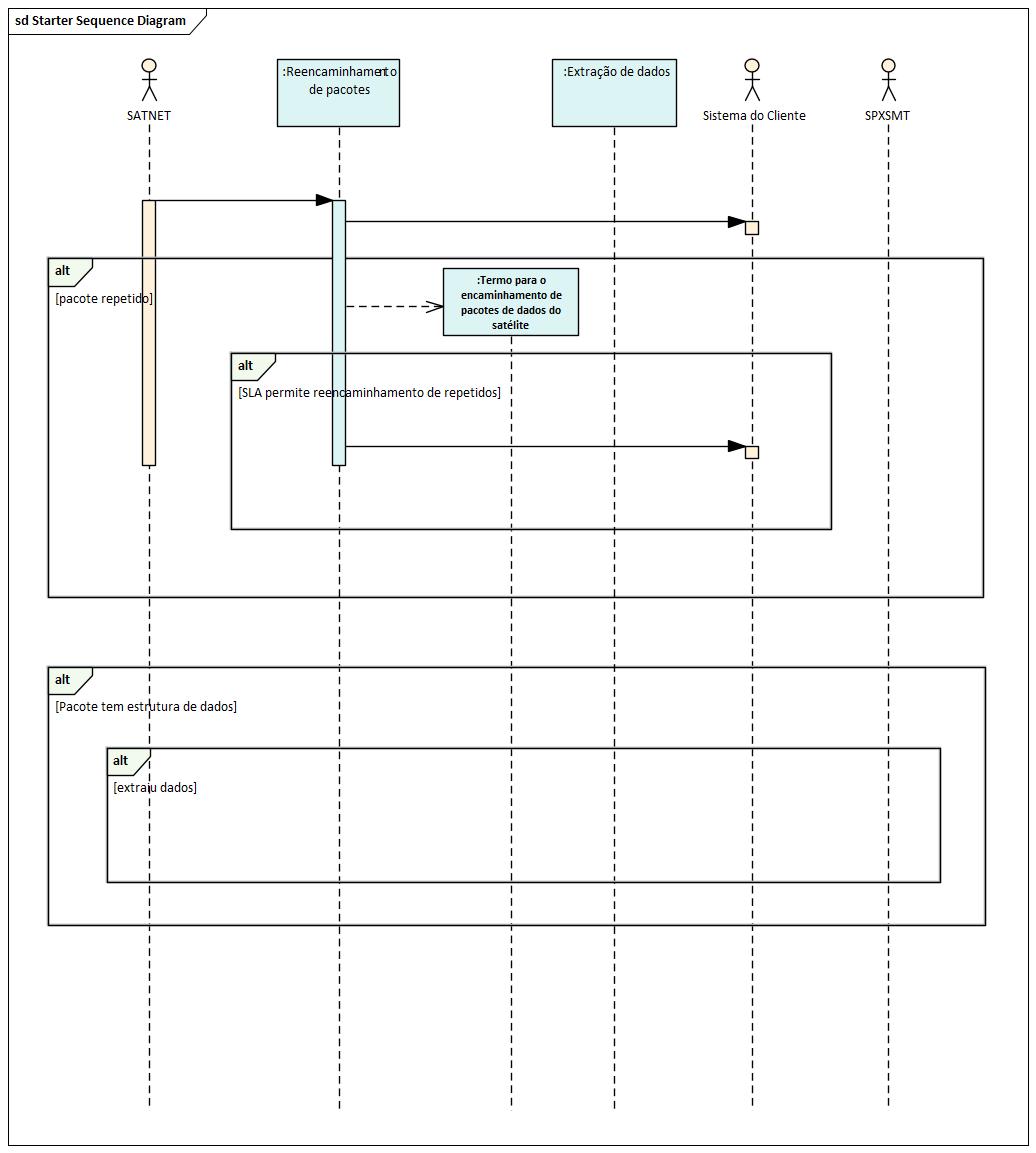 sd Starter Sequence Diagram
:Reencaminhamento
de pacotes
:Extração de dados
SATNET
Sistema do Cliente
SPXSMT
alt
[pacote repetido]
:Termo para o
encaminhamento de
pacotes de dados do
satélite
alt
[SLA permite reencaminhamento de repetidos]
alt
[Pacote tem estrutura de dados]
alt
[extraiu dados]